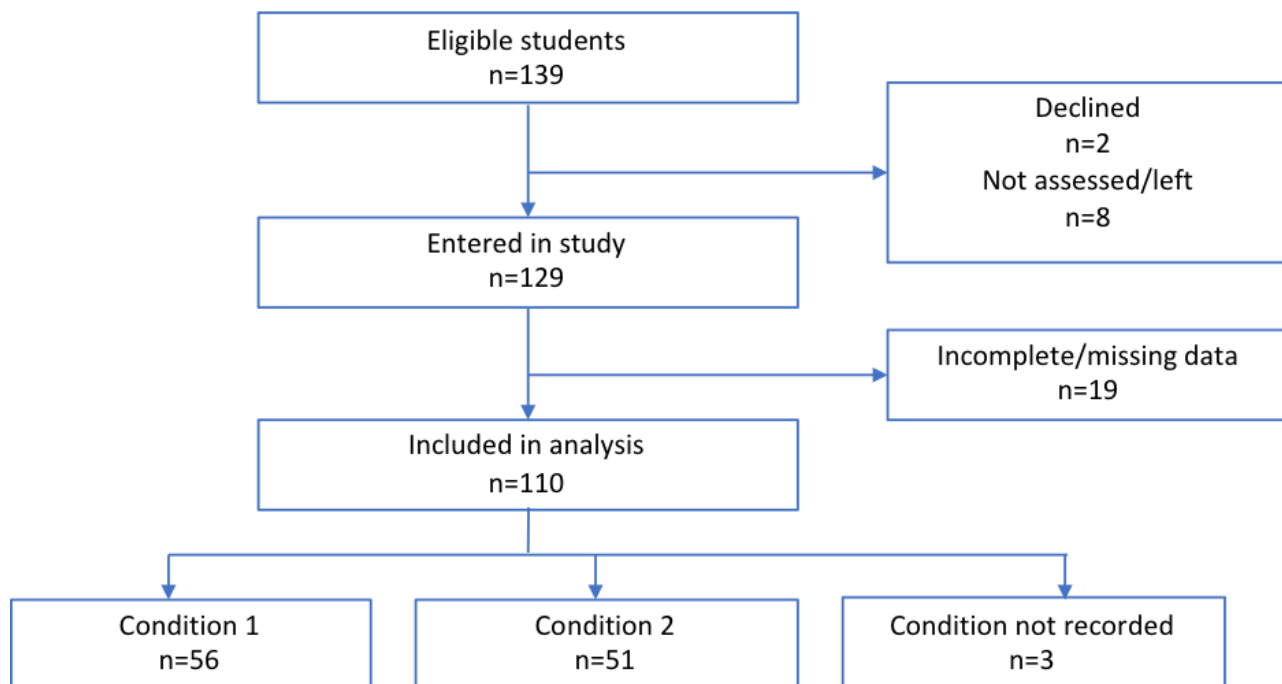 Eligible students
n=139
Declined
n=2
Not assessed/left
n=8
Entered in study
n=129
Incomplete/missing data
n=19
Included in analysis
n=110
Condition 1
n=56
Condition 2
n=51
Condition not recorded
n=3